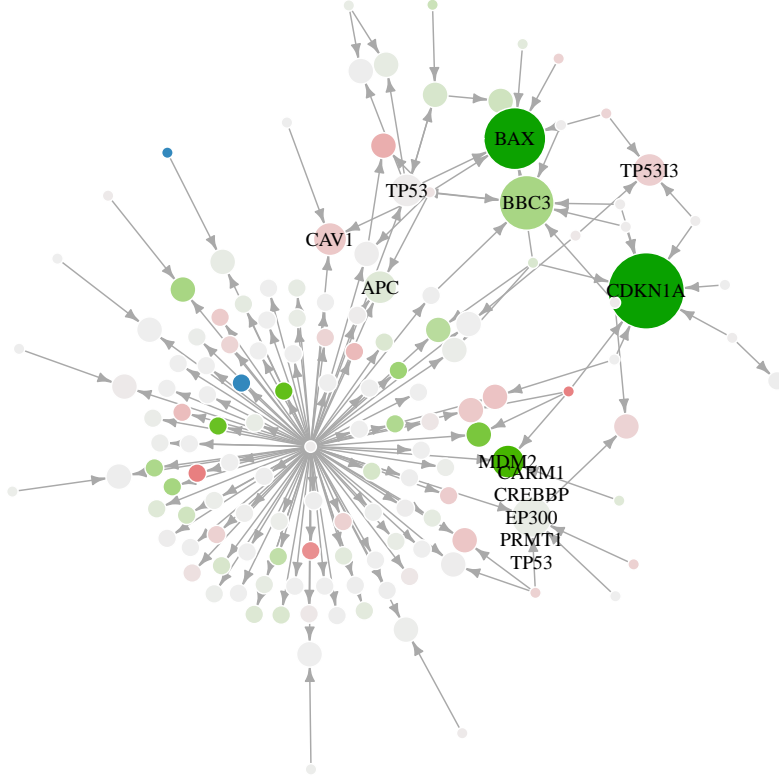 BAX
TP53I3
TP53
BBC3
CAV1
APC
CDKN1A
MDM2
CARM1
CREBBP
EP300
PRMT1
TP53